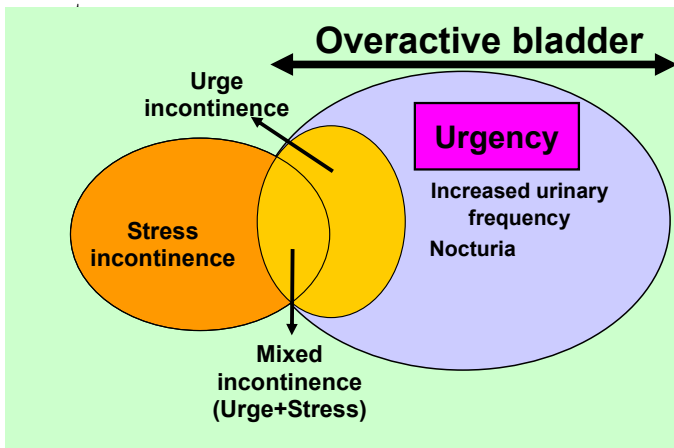 Overactive bladder
Urge
incontinence
Urgency
Increased urinary
frequency
Nocturia
Stress
incontinence
Mixed
incontinence
(Urge+Stress)